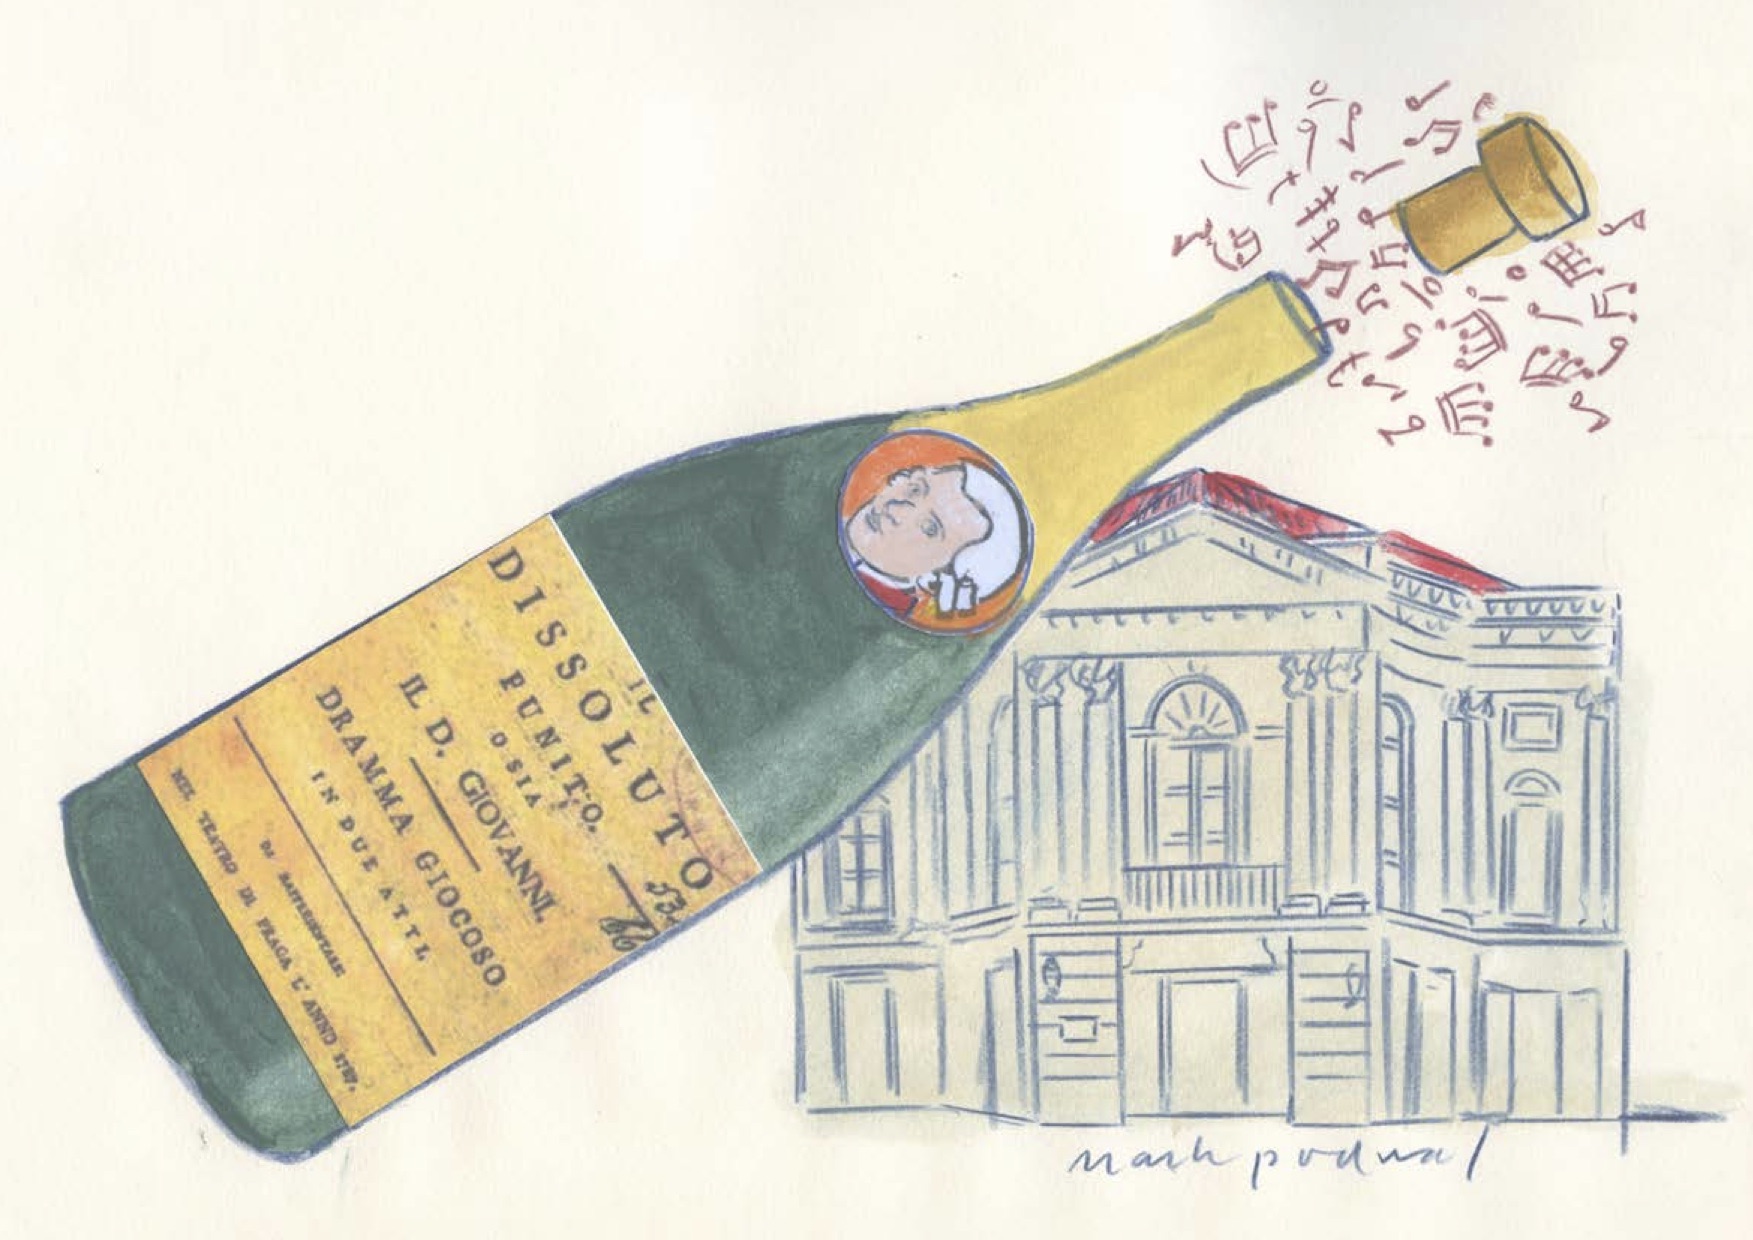 IL
DISSOLUTO
PUNITO.
OSIA
IL D. GIOVANNI.
DRAMMA GIOCOSO
IN DUE ATTI.
DA RAPPRESENTARSI
NEL TEATRO DI PRAGA L'ANNO 1787.
mark podwal